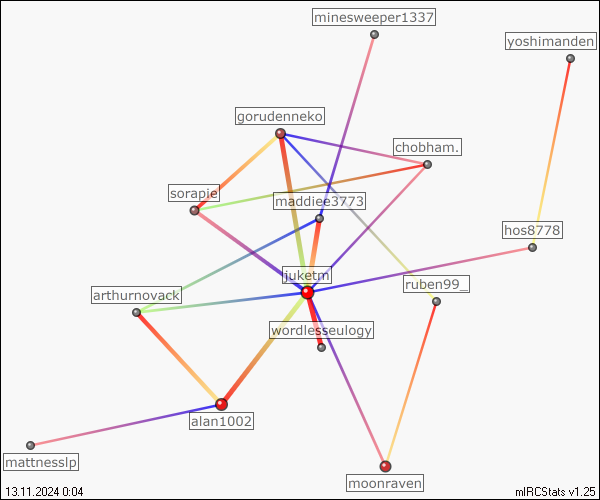 minesweeper1337
yoshimanden
gorudenneko
chobham.
sorapie
maddiee3773
hos8778
juketm
ruben99_
arthurnovack
wordlesseulogy
alan1002
mattnesslp
moonraven
13.11.2024 0:04
mIRCStats v1.25